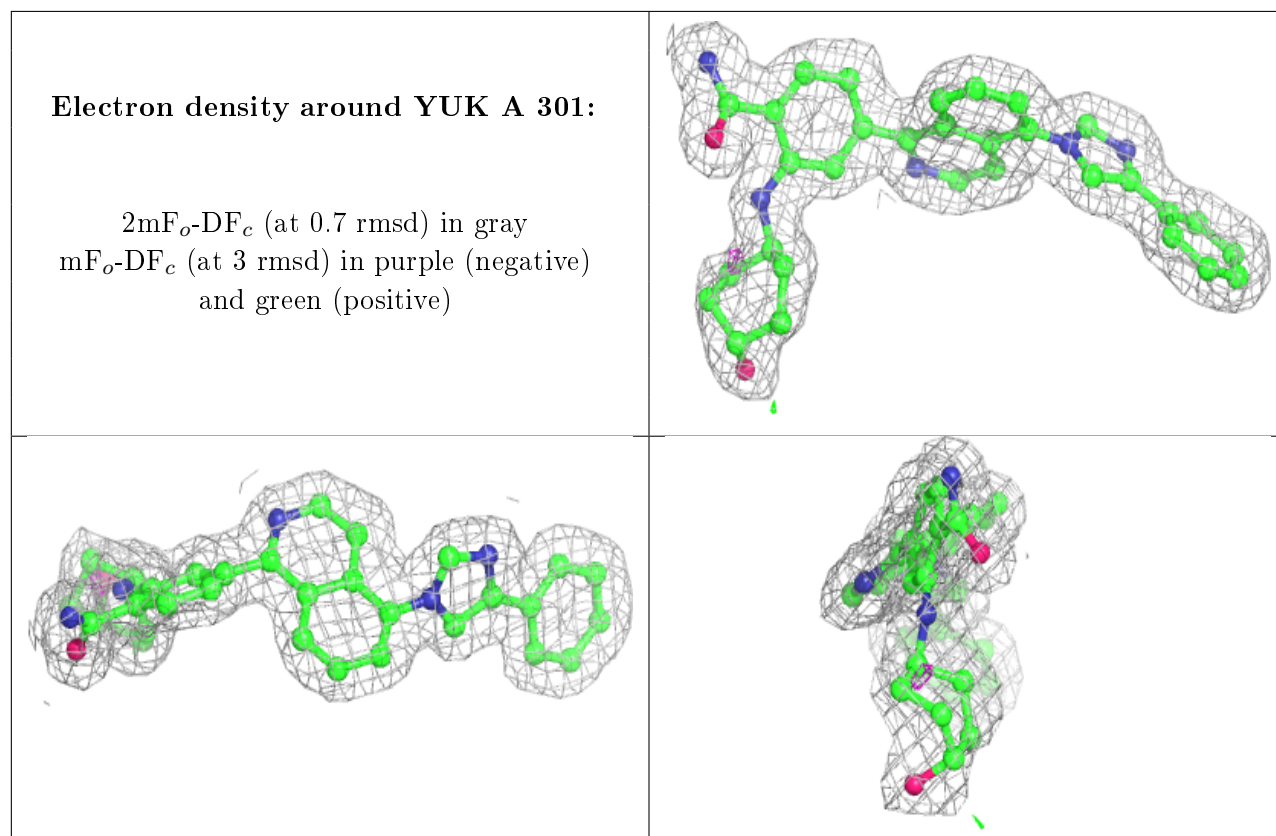 Electron density around YUK A 301:
2mFo-DFc (at 0.7 rmsd) in gray
mFo-DFc (at 3 rmsd) in purple (negative)
and green (positive)